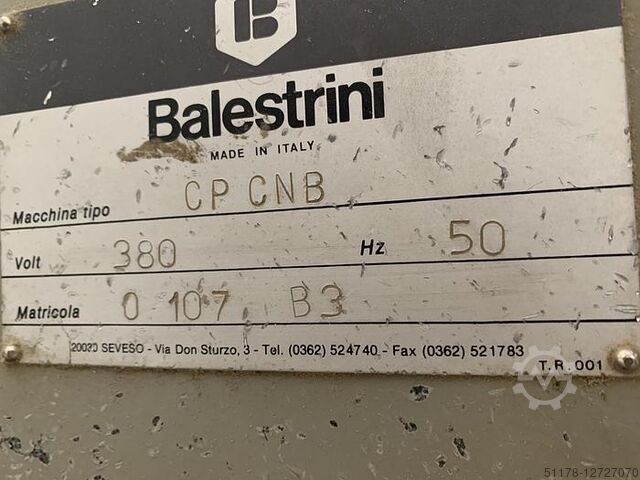 B
Balestrini
MADE IN ITALY
Macchina tipo CP CNB
Volt 380 Hz 50
Matricola 0 107 B3
20030 SEVESO - Via Don Sturzo, 3 - Tel. (0362) 524740 - Fax (0362) 521783
T.R. 001
51178-12727070